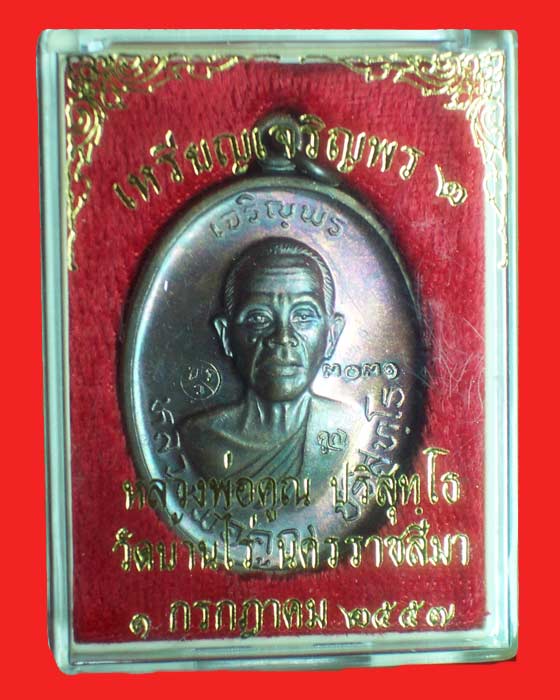 เหรียญเจริญพร ๒
เจริญพร
๓๐๓๑
หลวงพ่อคูณ ปริสุทฺโธ
วัดบ้านไร่ นครราชสีมา
๑ กรกฎาคม ๒๕๕๗